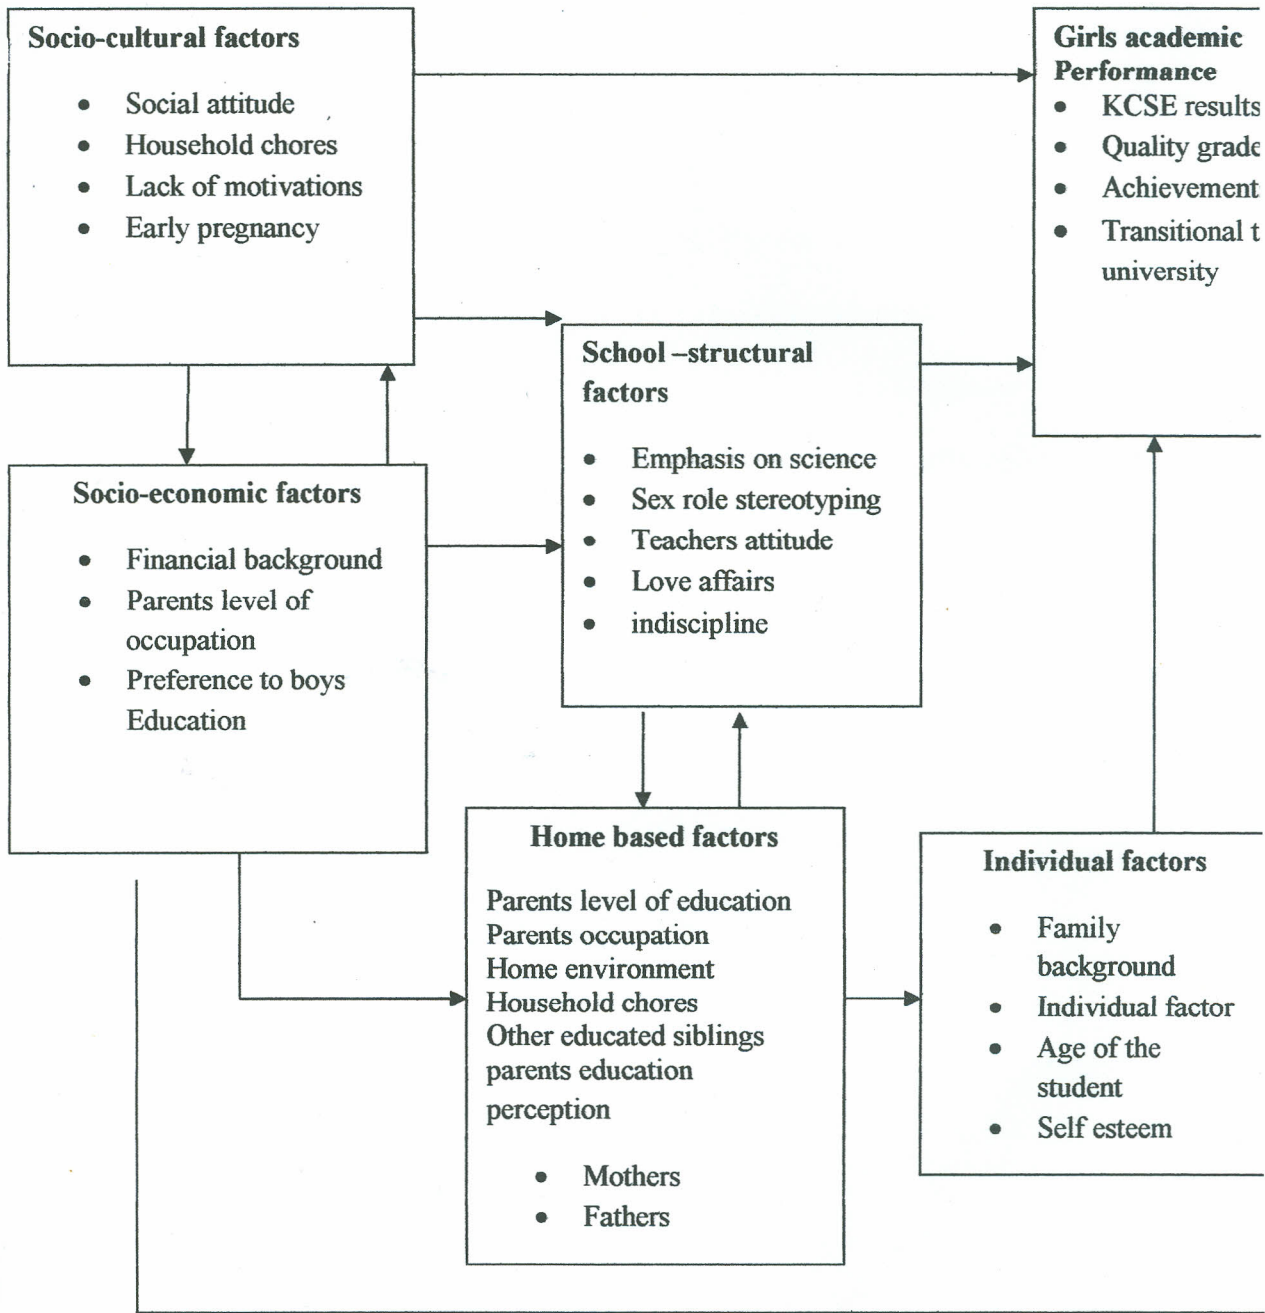 Socio-cultural factors
• Social attitude
• Household chores
• Lack of motivations
• Early pregnancy
Girls academic
Performance
• KCSE results
• Quality grade
• Achievement
• Transitional t
university
School –structural
factors
• Emphasis on science
• Sex role stereotyping
• Teachers attitude
• Love affairs
• indiscipline
Socio-economic factors
• Financial background
• Parents level of
occupation
• Preference to boys
Education
Home based factors
Parents level of education
Parents occupation
Home environment
Household chores
Other educated siblings
parents education
perception
• Mothers
• Fathers
Individual factors
• Family
background
• Individual factor
• Age of the
student
• Self esteem